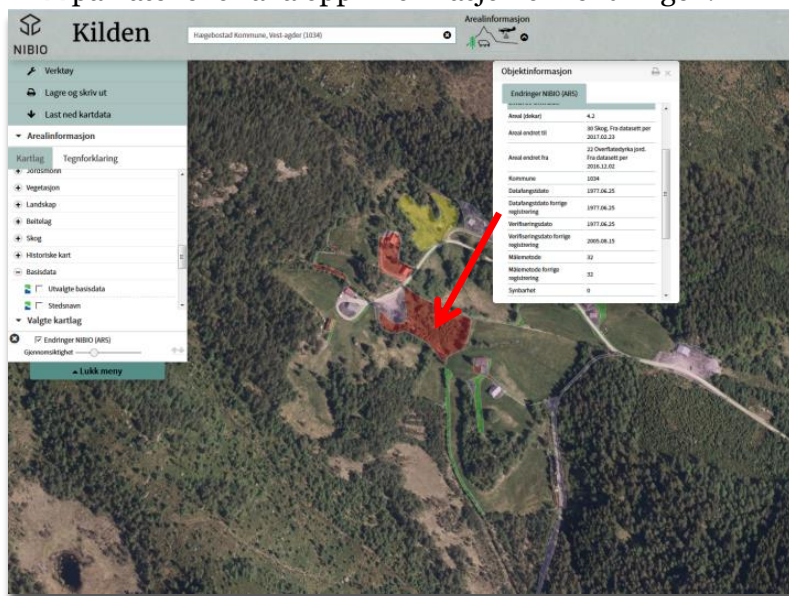 Kilden
NIBIO
Hægebostad Kommune, Vest-agder (1034)
Arealinformasjon
Verktøy
Lagre og skriv ut
Last ned kartdata
Arealinformasjon
Kartlag Tegnforklaring
Jordsmonn
Vegetasjon
Landskap
Beitelag
Skog
Historiske kart
Basisdata
Utvalgte basisdata
Stedsnavn
Valgte kartlag
Endringer NIBIO (AR5)
Gjennomsiktighet
Lukk meny
Objektinformasjon
Endringer NIBIO (AR5)
Areal (dekar) 4.2
Areal endret til 30 Skog. Fra datasett per
2017.02.23
Areal endret fra 22 Overflatedyrka jord.
Fra datasett per
2016.12.02
Kommune 1034
Datafangstdato 1977.06.25
Datafangstdato forrige
registrering 1977.06.25
Verifiseringsdato 1977.06.25
Verifiseringsdato forrige
registrering 2005.08.15
Målemetode 32
Målemetode forrige
registrering 32
Synbarhet 0